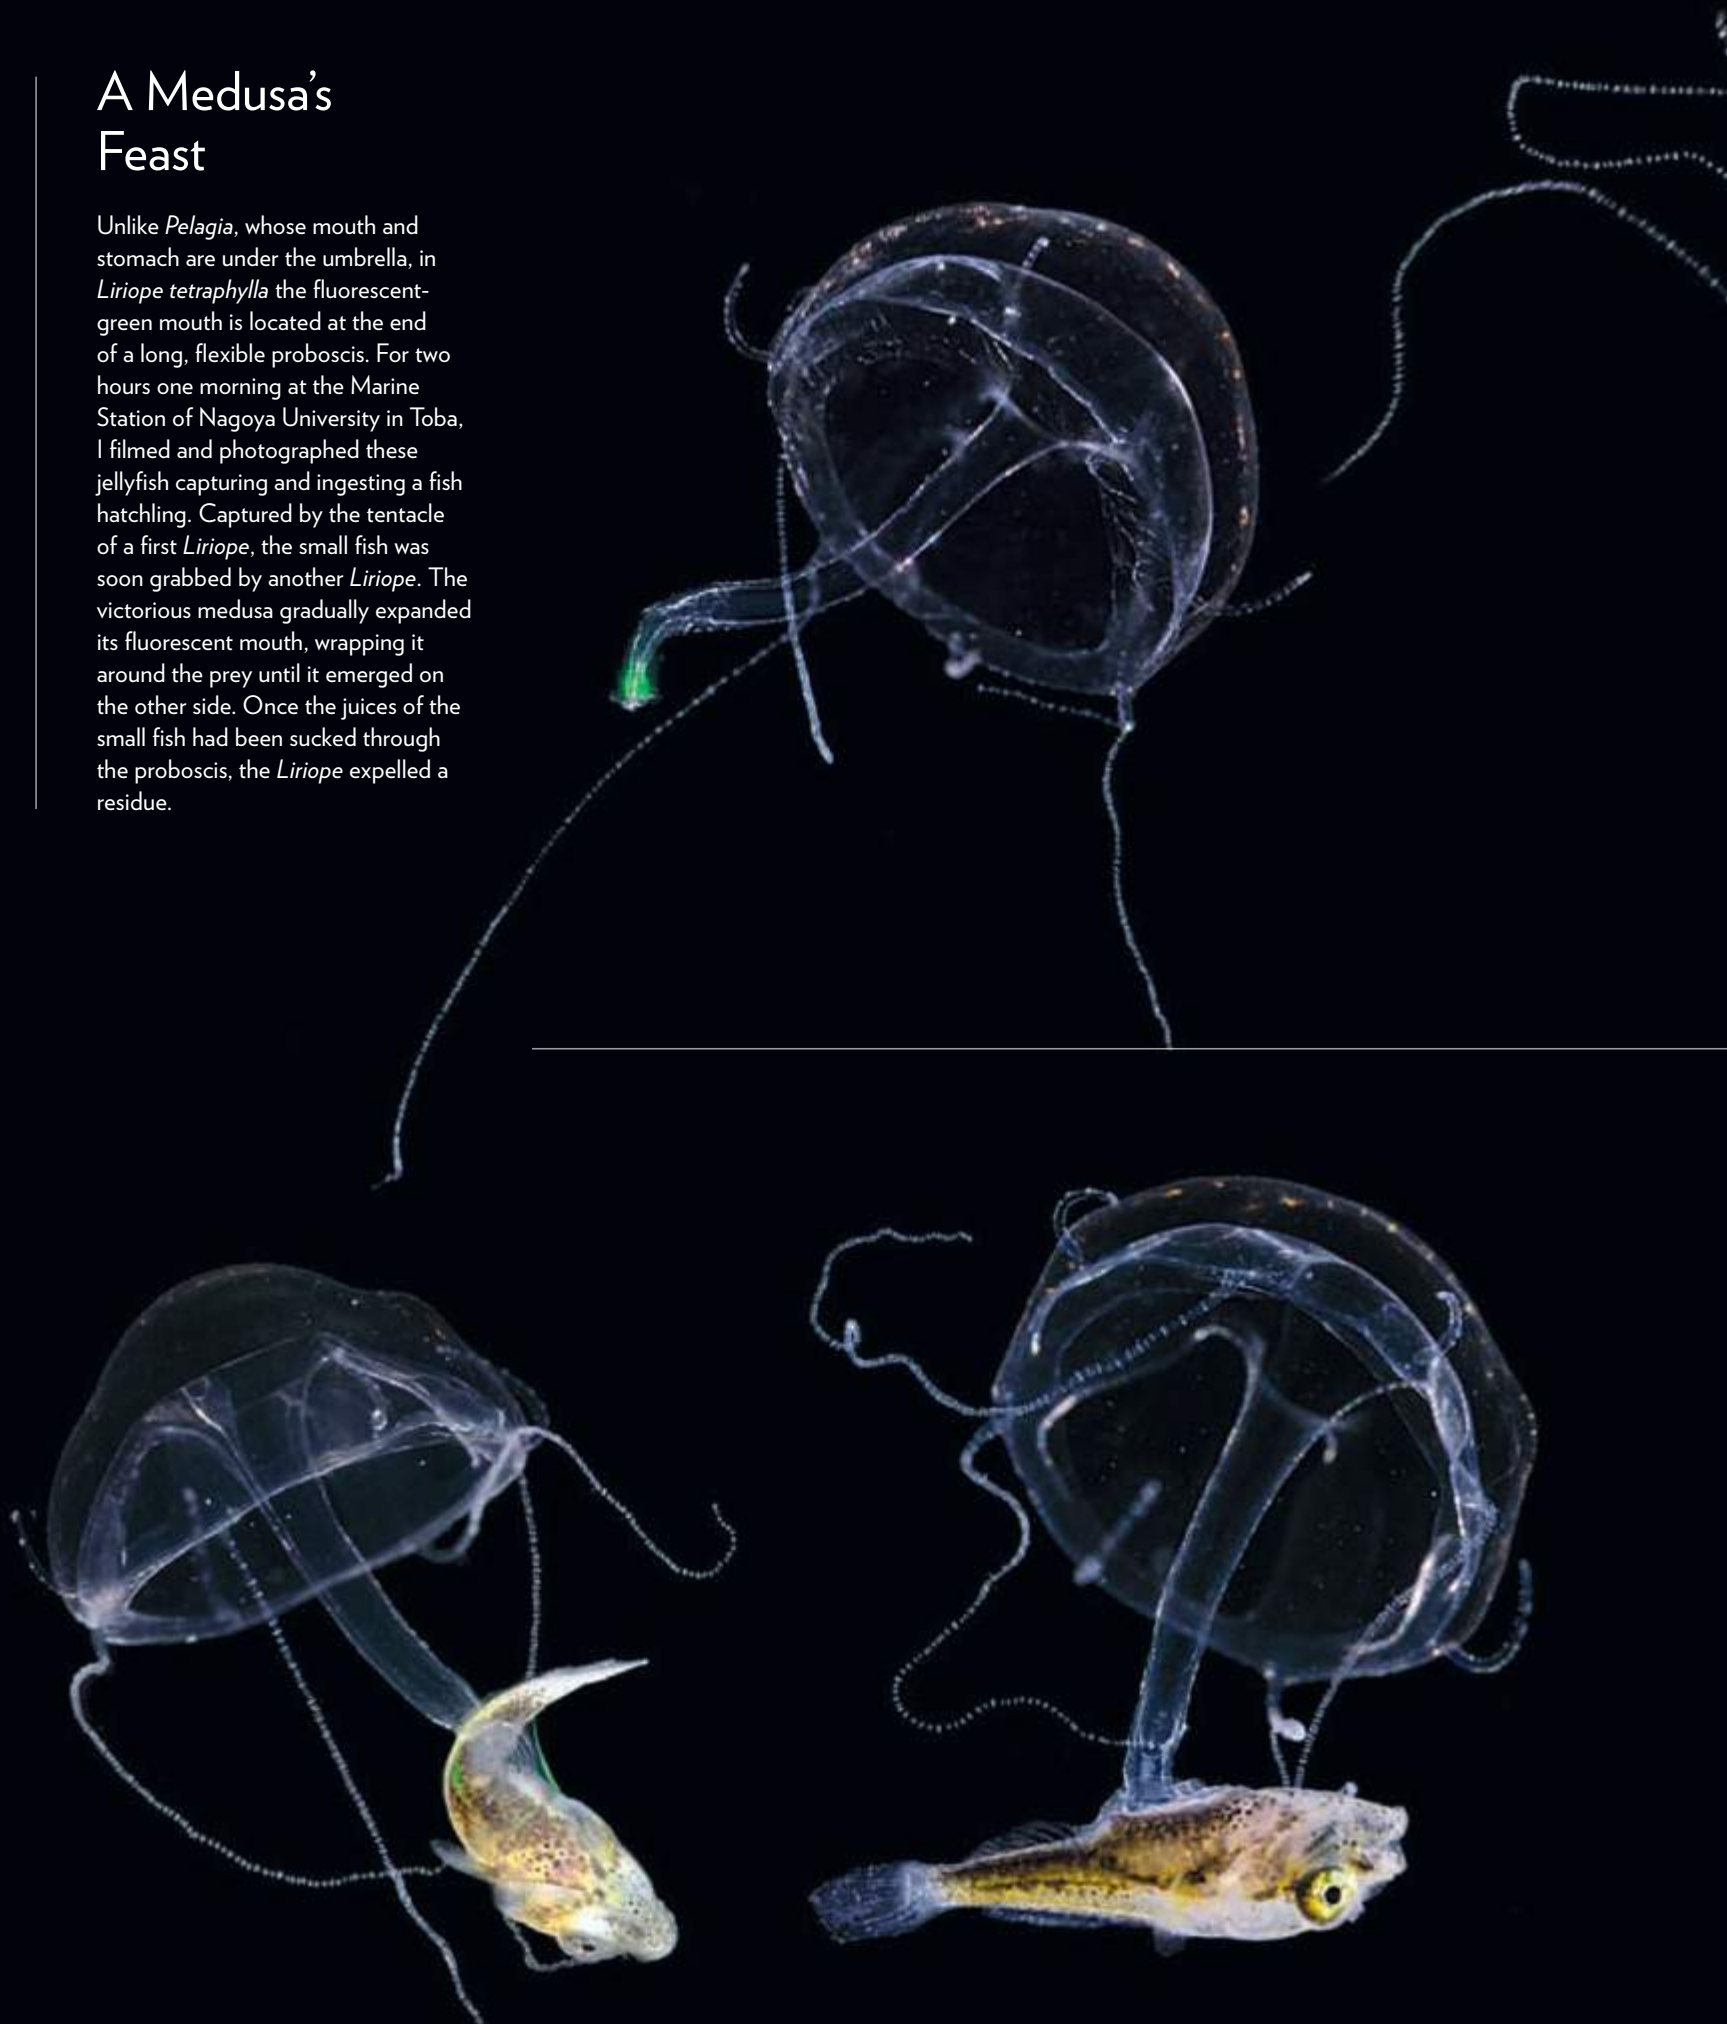 A Medusa’s
Feast
Unlike Pelagia, whose mouth and
stomach are under the umbrella, in
Liriope tetraphylla the fluorescent-
green mouth is located at the end
of a long, flexible proboscis. For two
hours one morning at the Marine
Station of Nagoya University in Toba,
I filmed and photographed these
jellyfish capturing and ingesting a fish
hatchling. Captured by the tentacle
of a first Liriope, the small fish was
soon grabbed by another Liriope. The
victorious medusa gradually expanded
its fluorescent mouth, wrapping it
around the prey until it emerged on
the other side. Once the juices of the
small fish had been sucked through
the proboscis, the Liriope expelled a
residue.